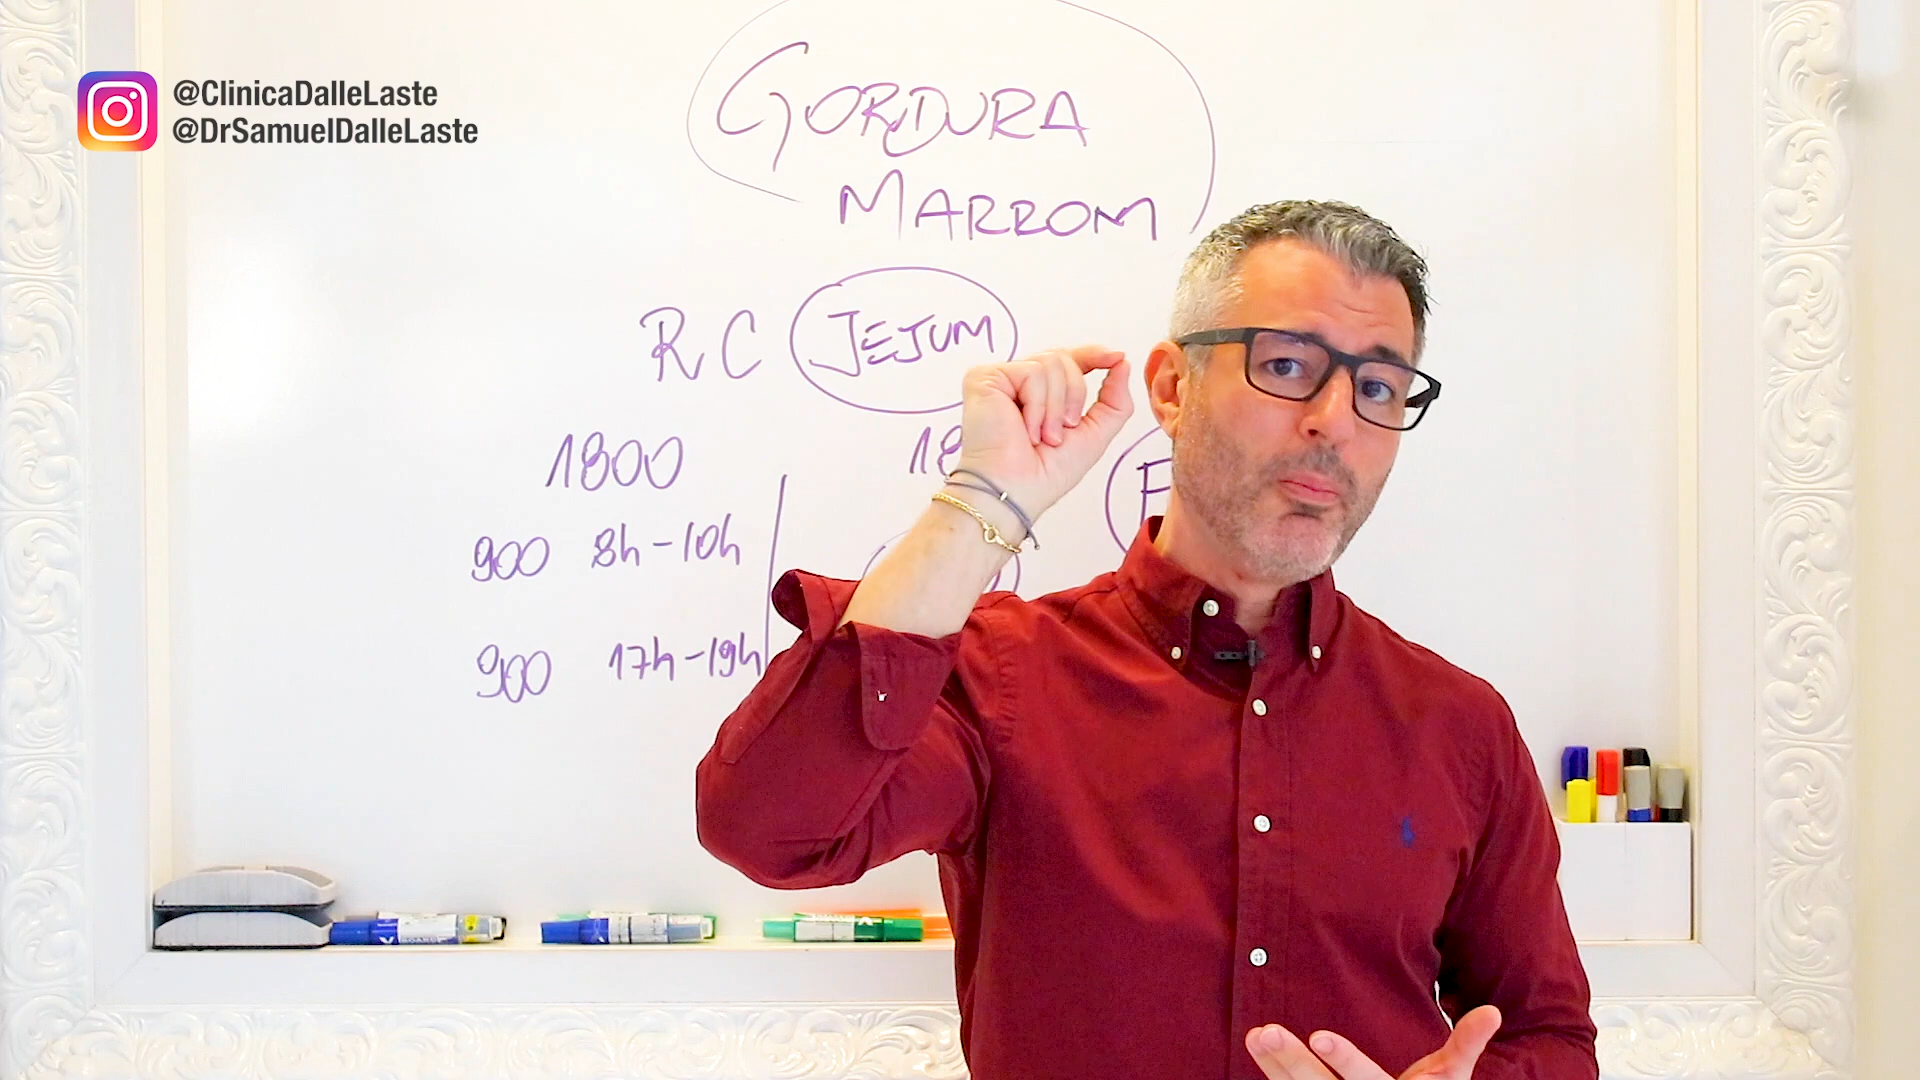 @ClinicaDalleLaste
@DrSamuelDalleLaste
GORDURA
MARROM
RC JEJUM
1800
900 8h-10h
900 17h-19h